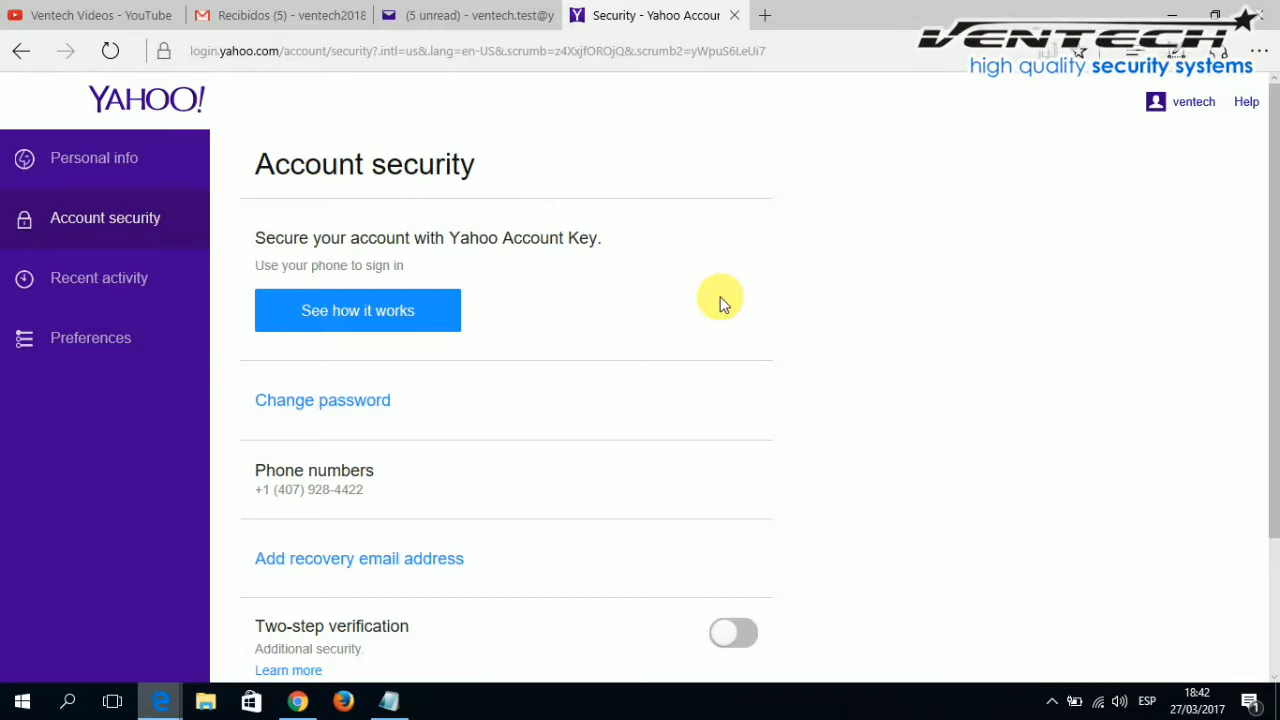 Ventech Videos - YouTube
Recibidos (6) - ventech2018
(5 unread) - ventech.test@y
Security - Yahoo Accour
login.yahoo.com/account/security?.intl=us&.lang=en-US&.scrumb=z4XxjfOROjQ&.scrumb2=yWpuS6LeUi7
VENTECH
high quality security systems
YAHOO!
ventech
Help
Personal info
Account security
Recent activity
Preferences
Account security
Secure your account with Yahoo Account Key.
Use your phone to sign in
See how it works
Change password
Phone numbers
+1 (407) 928-4422
Add recovery email address
Two-step verification
Additional security.
Learn more
ESP
18:42
27/03/2017
1